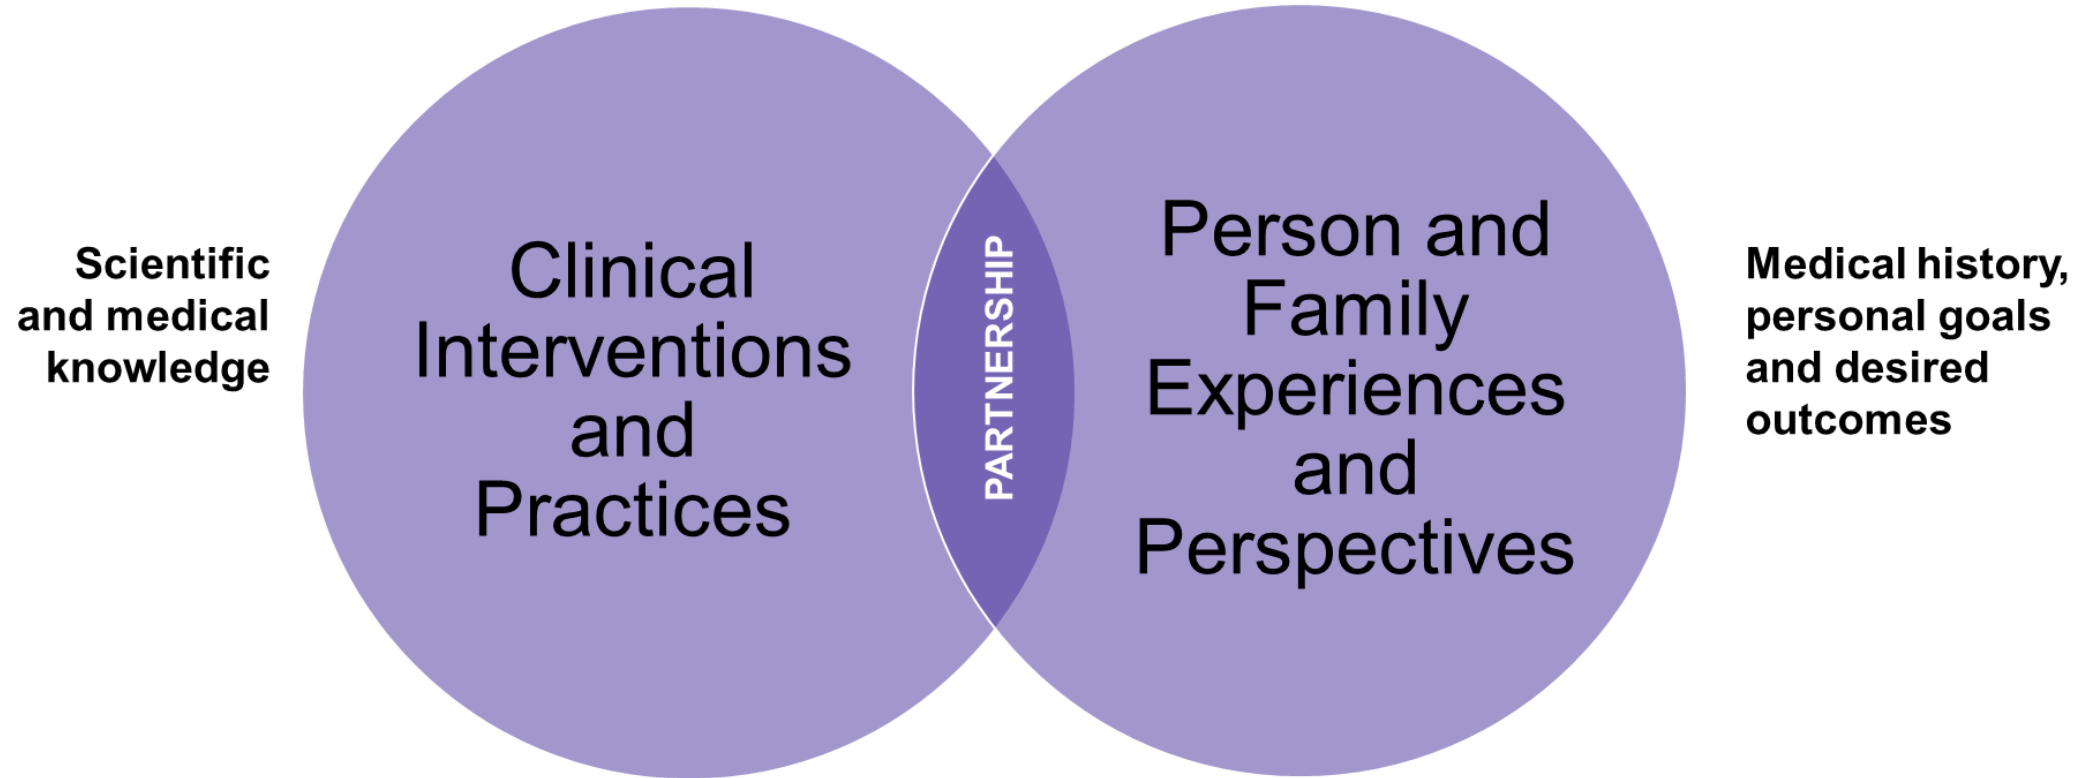 Scientific
and medical
knowledge
Clinical
Interventions
and
Practices
PARTNERSHIP
Person and
Family
Experiences
and
Perspectives
Medical history,
personal goals
and desired
outcomes